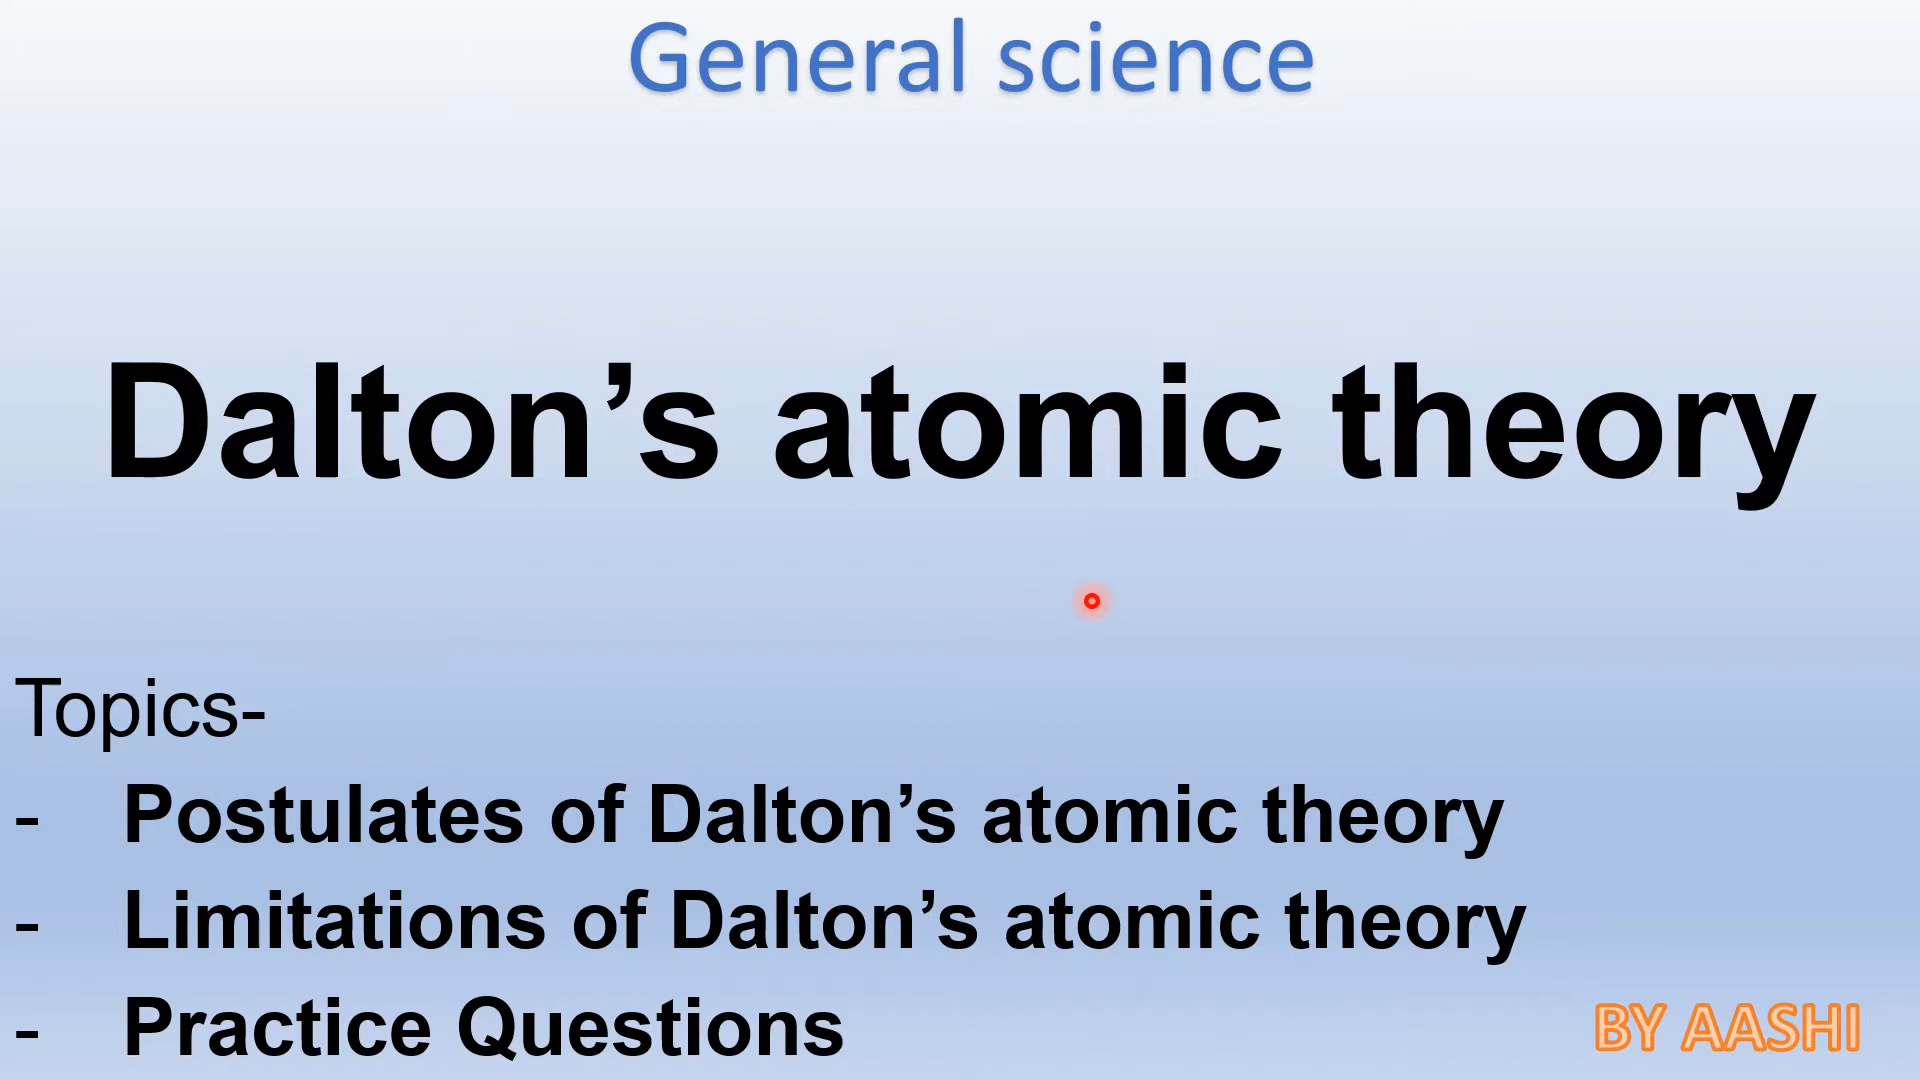 General science
Dalton’s atomic theory
Topics-
- Postulates of Dalton’s atomic theory
- Limitations of Dalton’s atomic theory
- Practice Questions
BY AASHI